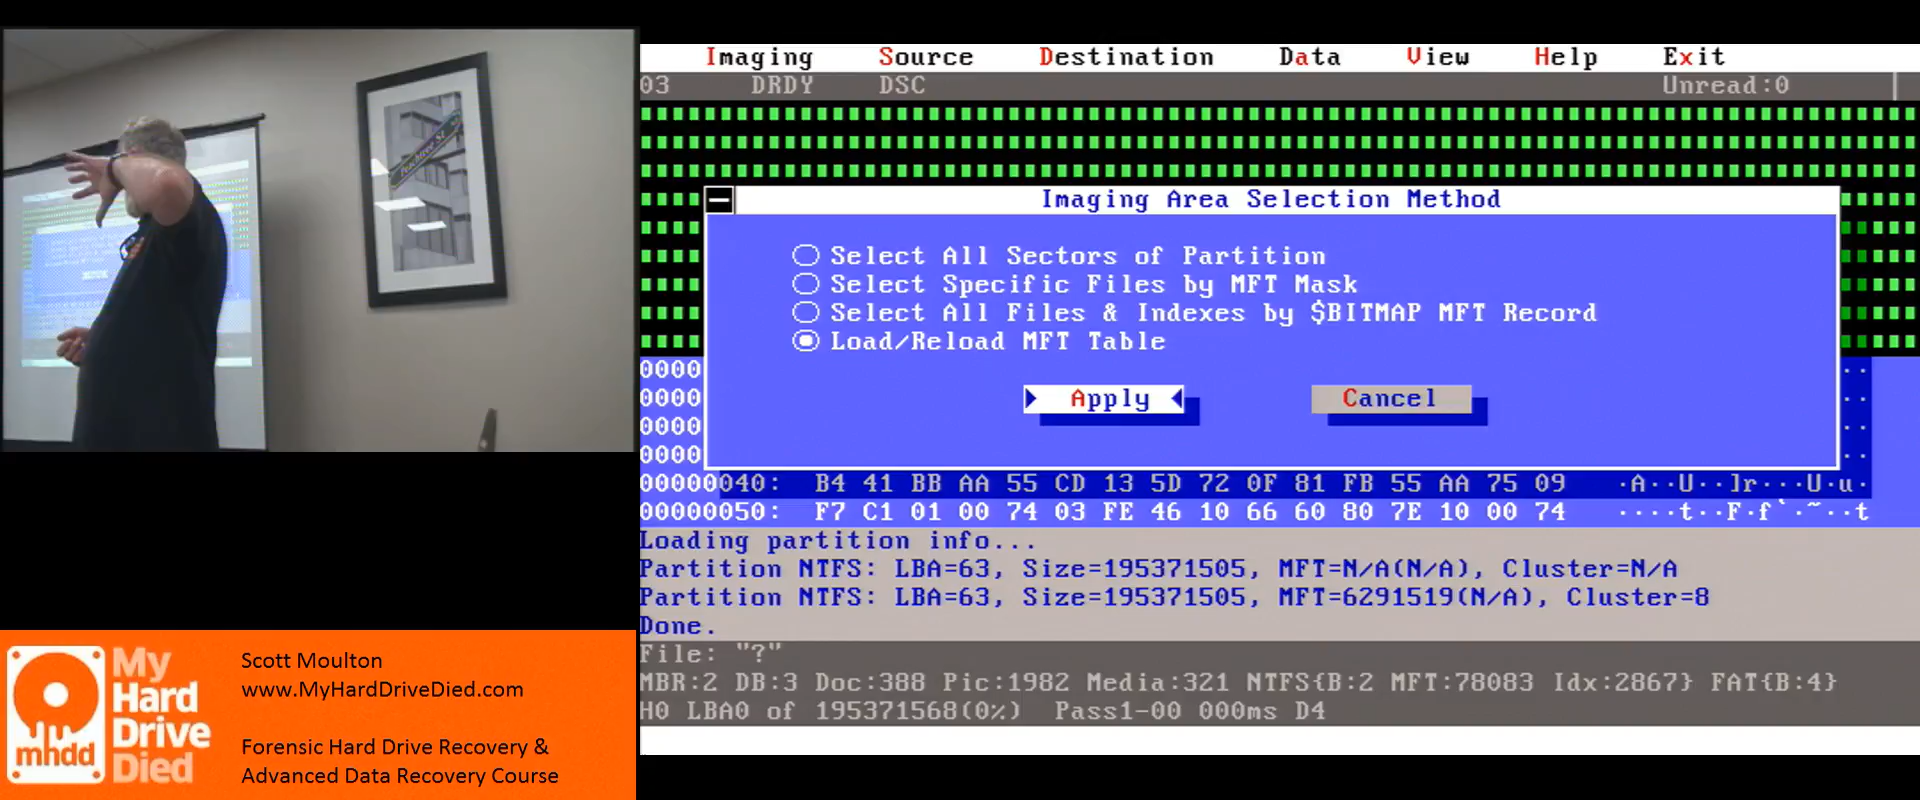 Peachtree St
Imaging Source Destination Data View Help Exit
03 DRDY DSC Unread:0
Imaging Area Selection Method
Select All Sectors of Partition
Select Specific Files by MFT Mask
Select All Files & Indexes by $BITMAP MFT Record
Load/Reload MFT Table
Apply Cancel
0000
0000
0000
0000
00000040: B4 41 BB AA 55 CD 13 5D 72 0F 81 FB 55 AA 75 09 ·A··U··]r···U·u·
00000050: F7 C1 01 00 74 03 FE 46 10 66 60 80 7E 10 00 74 ····t··F·f`·~··t
Loading partition info...
Partition NTFS: LBA=63, Size=195371505, MFT=N/A(N/A), Cluster=N/A
Partition NTFS: LBA=63, Size=195371505, MFT=6291519(N/A), Cluster=8
Done.
File: "?"
MBR:2 DB:3 Doc:388 Pic:1982 Media:321 NTFS{B:2 MFT:78083 Idx:2867} FAT{B:4}
H0 LBA0 of 195371568(0%) Pass1-00 000ms D4
mhdd
My
Hard
Drive
Died
Scott Moulton
www.MyHardDriveDied.com
Forensic Hard Drive Recovery &
Advanced Data Recovery Course